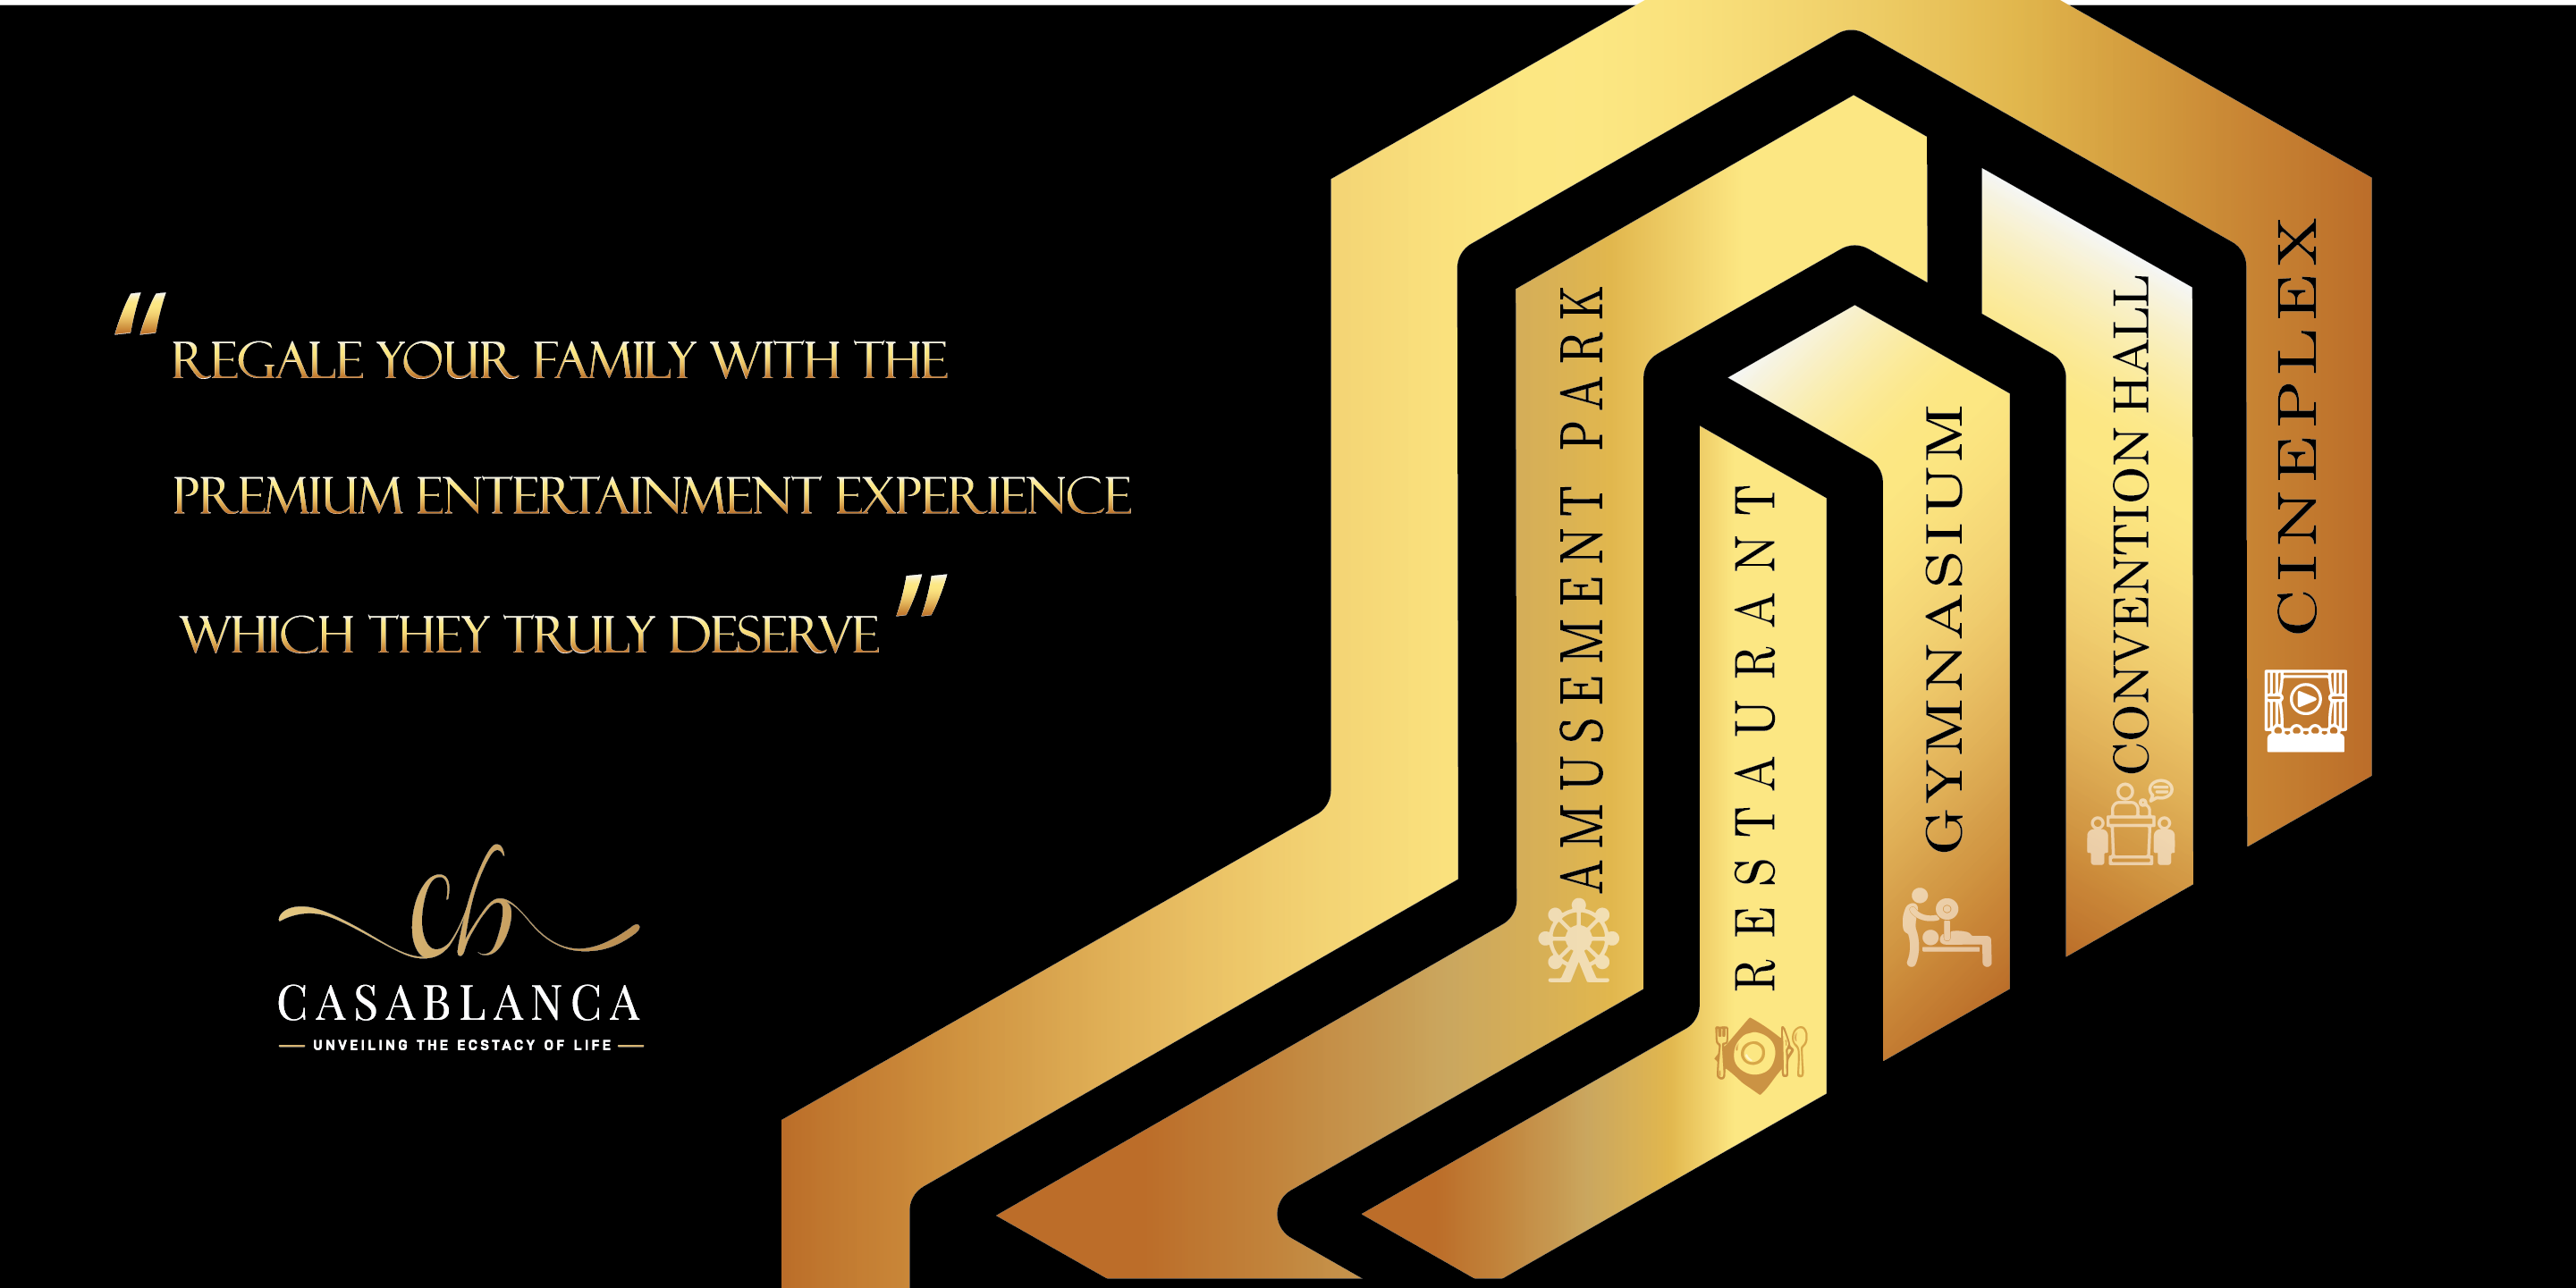 "REGALE YOUR FAMILY WITH THE
PREMIUM ENTERTAINMENT EXPERIENCE
WHICH THEY TRULY DESERVE"
cb
CASABLANCA
UNVEILING THE ECSTACY OF LIFE
AMUSEMENT PARK
RESTAURANT
GYMNASIUM
CONVENTION HALL
CINEPLEX